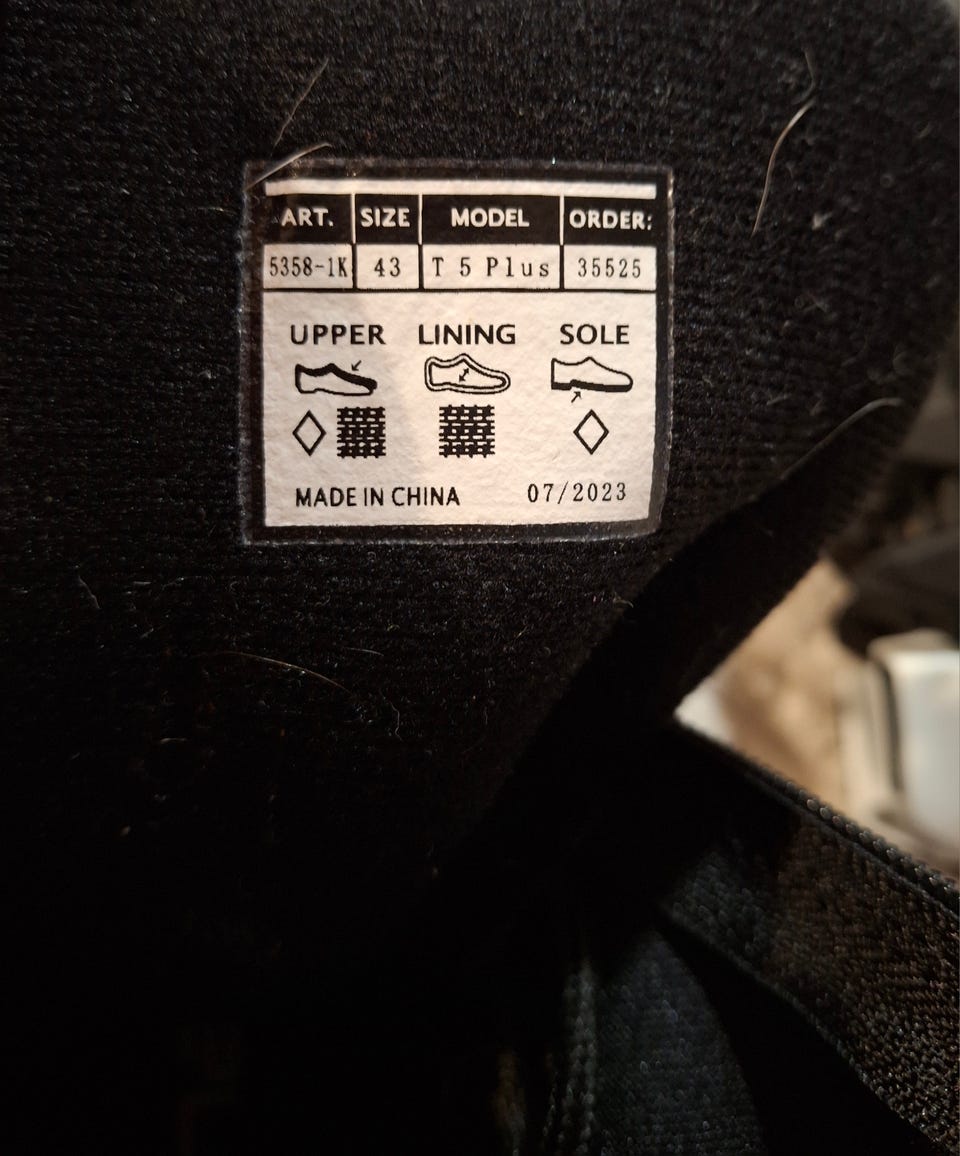 ART. SIZE MODEL ORDER:
5358-1K 43 T 5 Plus 35525
UPPER LINING SOLE
MADE IN CHINA 07/2023